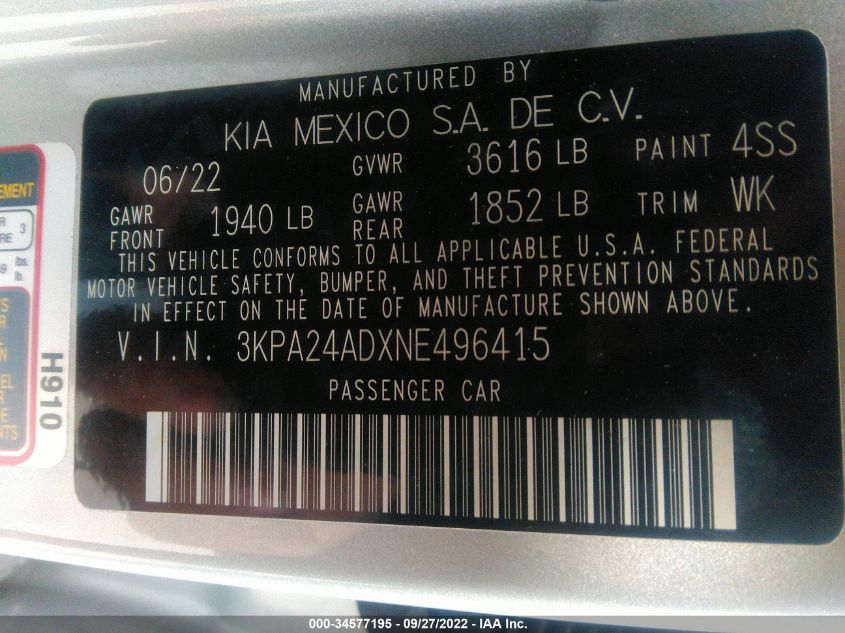 MANUFACTURED BY
KIA MEXICO S.A. DE C.V.
06/22 GVWR 3616 LB PAINT 4SS
GAWR FRONT 1940 LB GAWR REAR 1852 LB TRIM WK
THIS VEHICLE CONFORMS TO ALL APPLICABLE U.S.A. FEDERAL
MOTOR VEHICLE SAFETY, BUMPER, AND THEFT PREVENTION STANDARDS
IN EFFECT ON THE DATE OF MANUFACTURE SHOWN ABOVE.
V.I.N. 3KPA24ADXNE496415
PASSENGER CAR
H910
3
lbs.
lb.
000-34577195 - 09/27/2022 - IAA Inc.